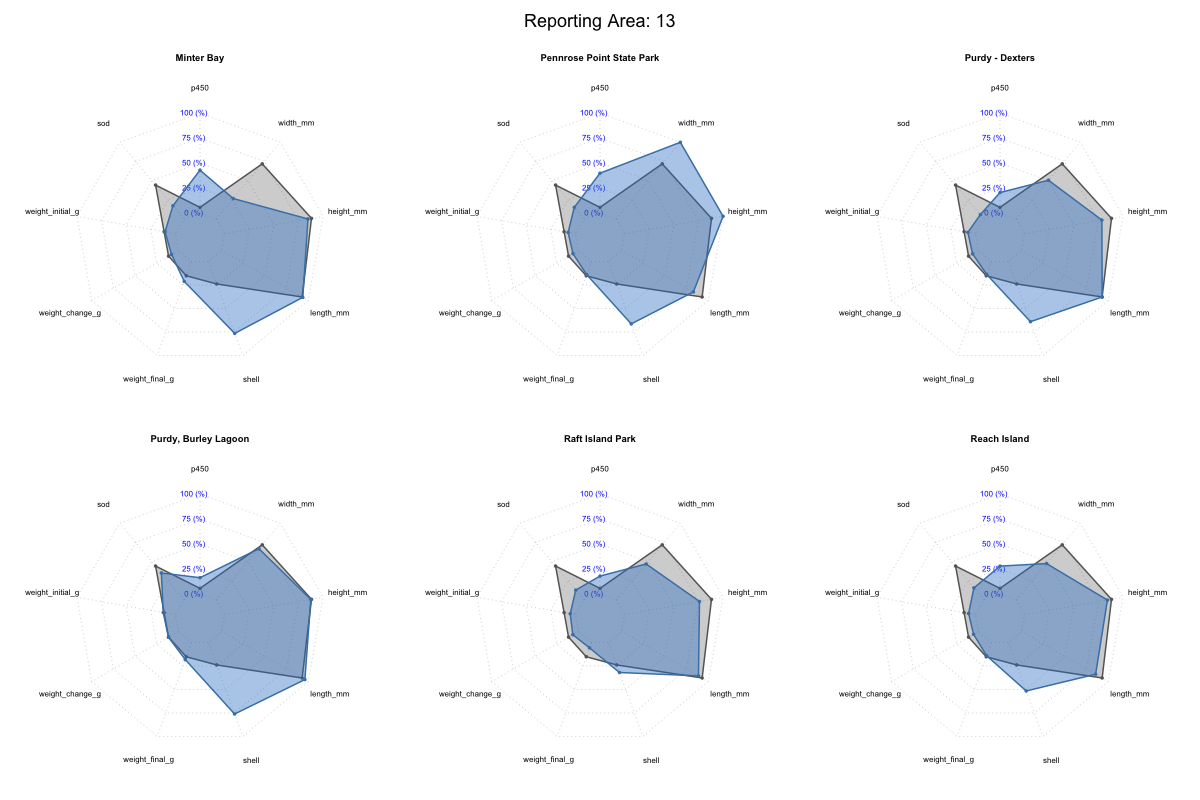 Reporting Area: 13
Minter Bay
p450
100 (%)
75 (%)
50 (%)
25 (%)
0 (%)
sod
width_mm
weight_initial_g
height_mm
weight_change_g
length_mm
weight_final_g
shell
Pennrose Point State Park
p450
100 (%)
75 (%)
50 (%)
25 (%)
0 (%)
sod
width_mm
weight_initial_g
height_mm
weight_change_g
length_mm
weight_final_g
shell
Purdy - Dexters
p450
100 (%)
75 (%)
50 (%)
25 (%)
0 (%)
sod
width_mm
weight_initial_g
height_mm
weight_change_g
length_mm
weight_final_g
shell
Purdy, Burley Lagoon
p450
100 (%)
75 (%)
50 (%)
25 (%)
0 (%)
sod
width_mm
weight_initial_g
height_mm
weight_change_g
length_mm
weight_final_g
shell
Raft Island Park
p450
100 (%)
75 (%)
50 (%)
25 (%)
0 (%)
sod
width_mm
weight_initial_g
height_mm
weight_change_g
length_mm
weight_final_g
shell
Reach Island
p450
100 (%)
75 (%)
50 (%)
25 (%)
0 (%)
sod
width_mm
weight_initial_g
height_mm
weight_change_g
length_mm
weight_final_g
shell